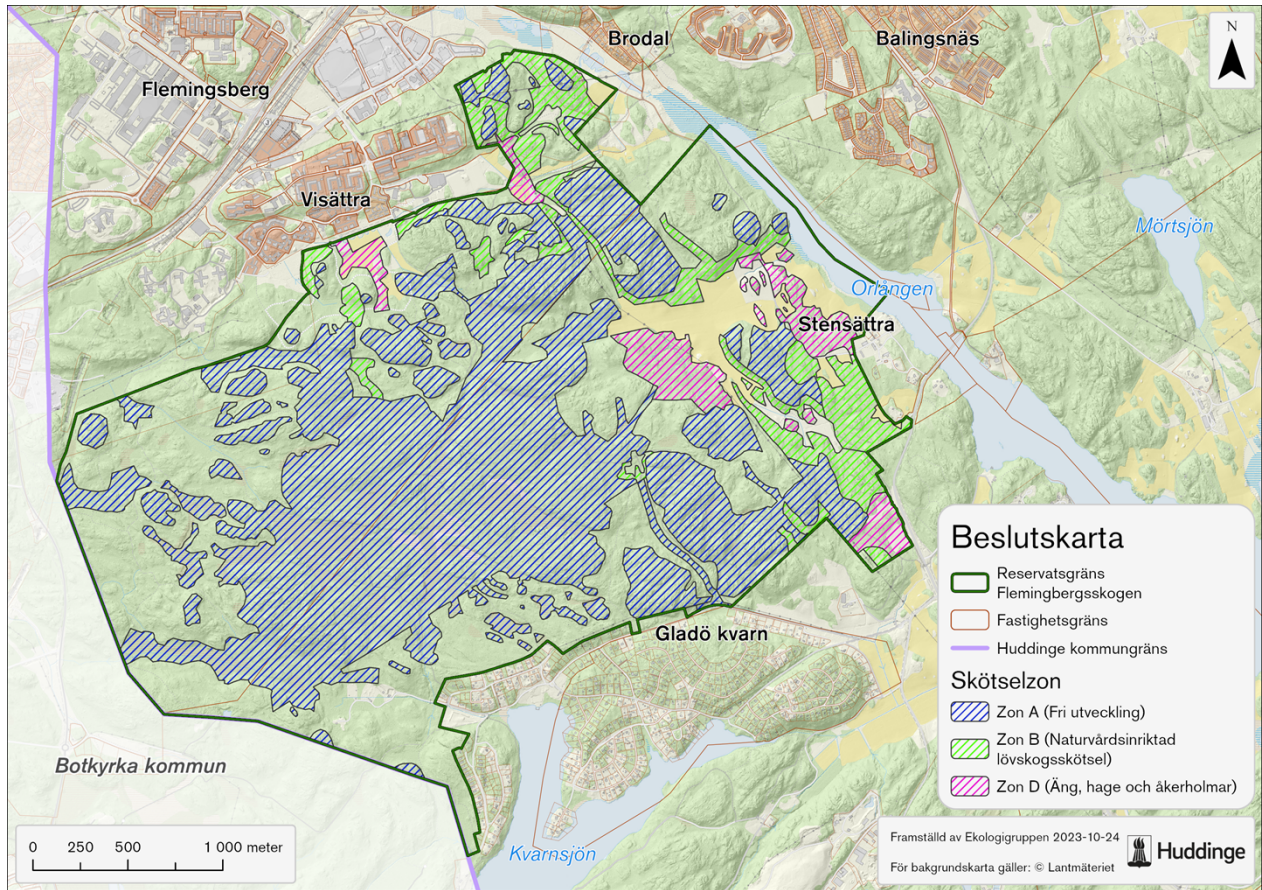 Brodal
Balingsnäs
N
Flemingsberg
Visättra
Mörtsjön
Orlången
Stensättra
Gladö kvarn
Botkyrka kommun
Kvarnsjön
Beslutskarta
Reservatsgräns
Flemingbergsskogen
Fastighetsgräns
Huddinge kommungräns
Skötselzon
Zon A (Fri utveckling)
Zon B (Naturvårdsinriktad
lövskogsskötsel)
Zon D (Äng, hage och åkerholmar)
0 250 500 1 000 meter
Framställd av Ekologigruppen 2023-10-24
För bakgrundskarta gäller: © Lantmäteriet
Huddinge